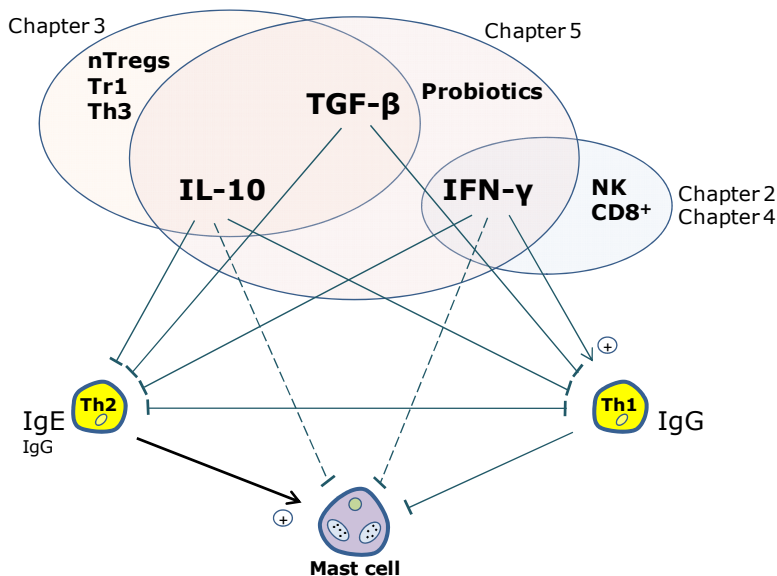 Chapter 3
Chapter 5
nTregs
Tr1
Th3
TGF-β
Probiotics
IL-10
IFN-γ
NK
CD8+
Chapter 2
Chapter 4
+
Th2
Th1
IgE
IgG
IgG
+
Mast cell